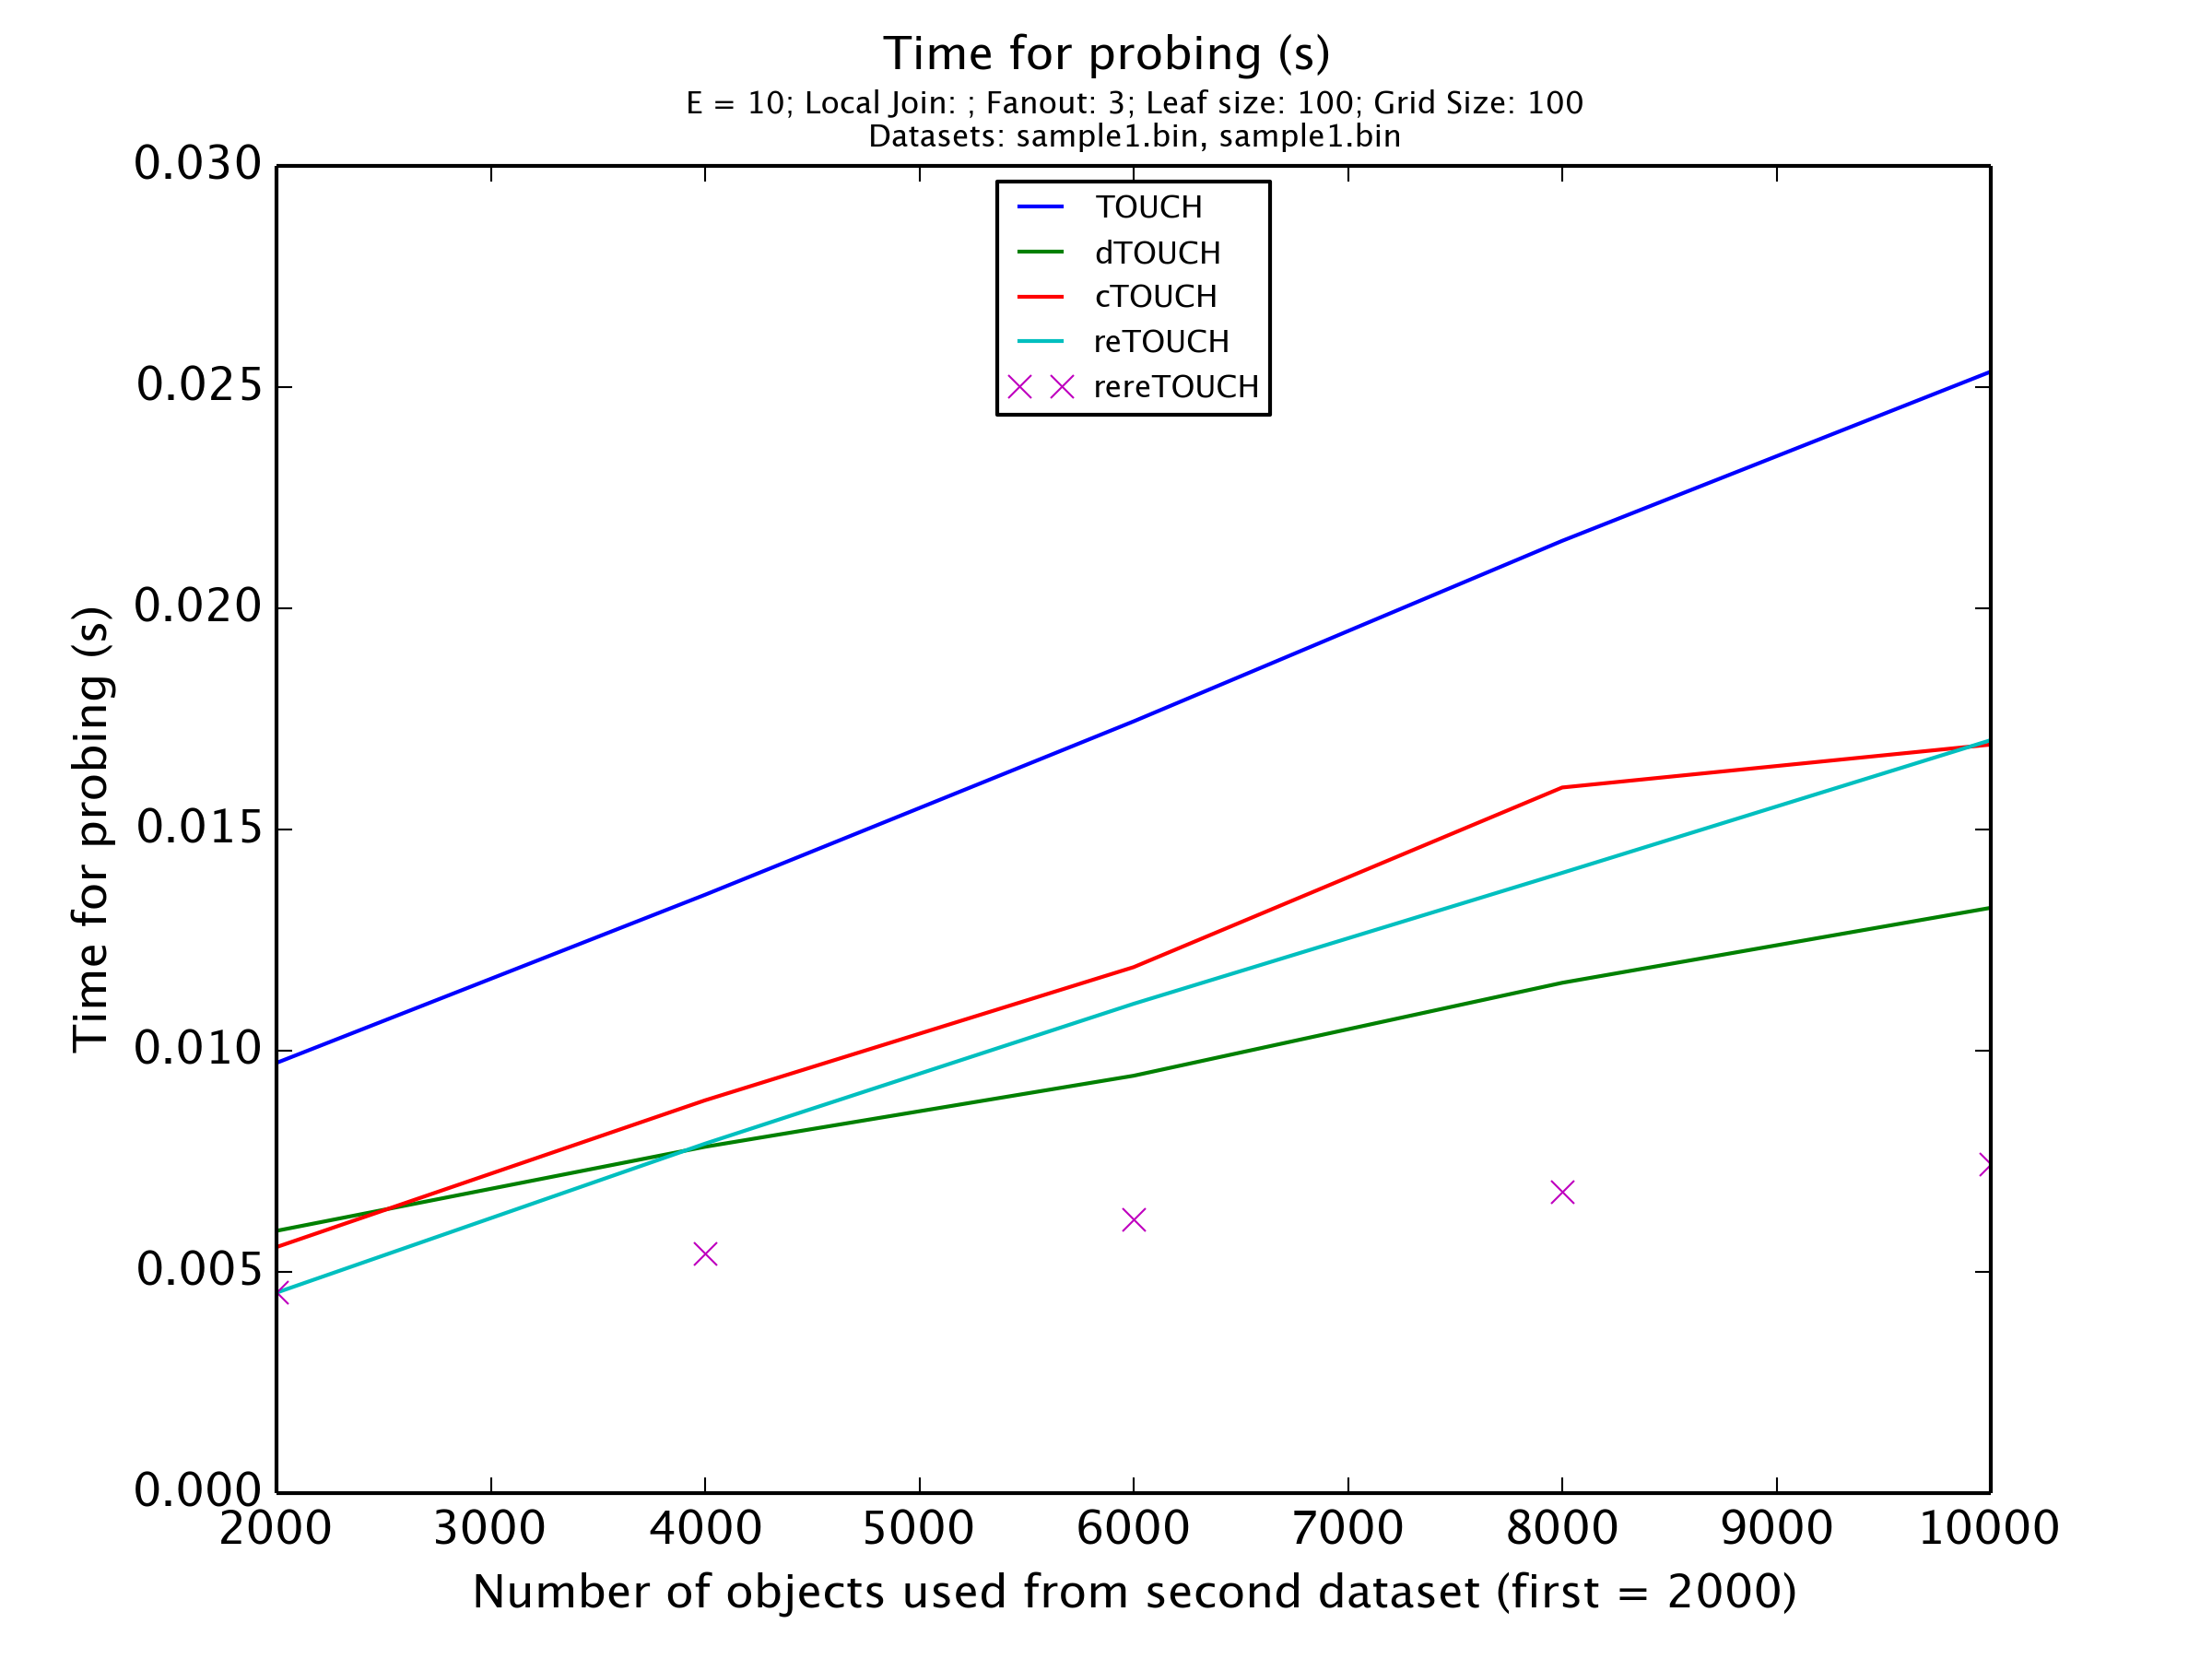 Time for probing (s)
E = 10; Local Join: ; Fanout: 3; Leaf size: 100; Grid Size: 100
Datasets: sample1.bin, sample1.bin
0.030
0.025
0.020
0.015
0.010
0.005
0.000
Time for probing (s)
TOUCH
dTOUCH
cTOUCH
reTOUCH
rereTOUCH
2000 3000 4000 5000 6000 7000 8000 9000 10000
Number of objects used from second dataset (first = 2000)